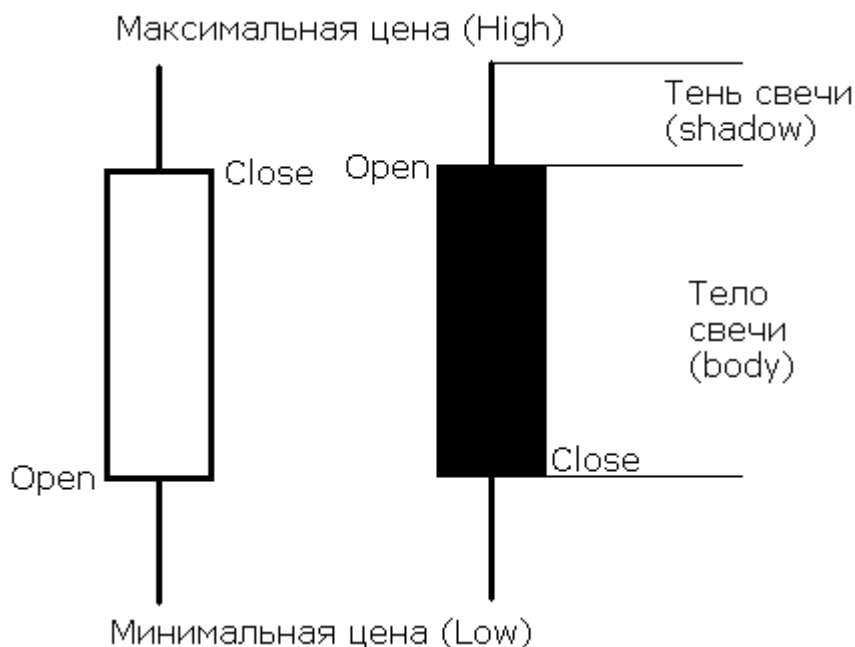 Максимальная цена (High)
Тень свечи
(shadow)
Close
Open
Тело
свечи
(body)
Close
Open
Минимальная цена (Low)